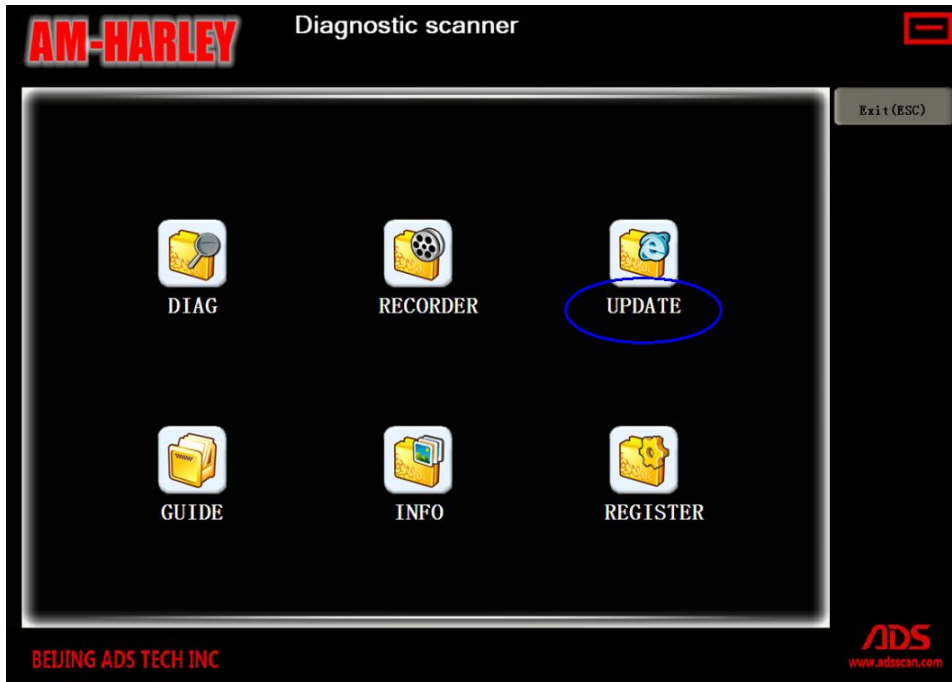 AM-HARLEY
Diagnostic scanner
Exit(ESC)
DIAG
RECORDER
UPDATE
GUIDE
INFO
REGISTER
BEIJING ADS TECH INC
ADS
www.adsscan.com